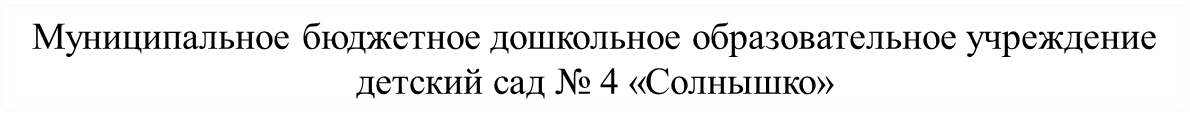 Муниципальное бюджетное дошкольное образовательное учреждение
детский сад № 4 «Солнышко»